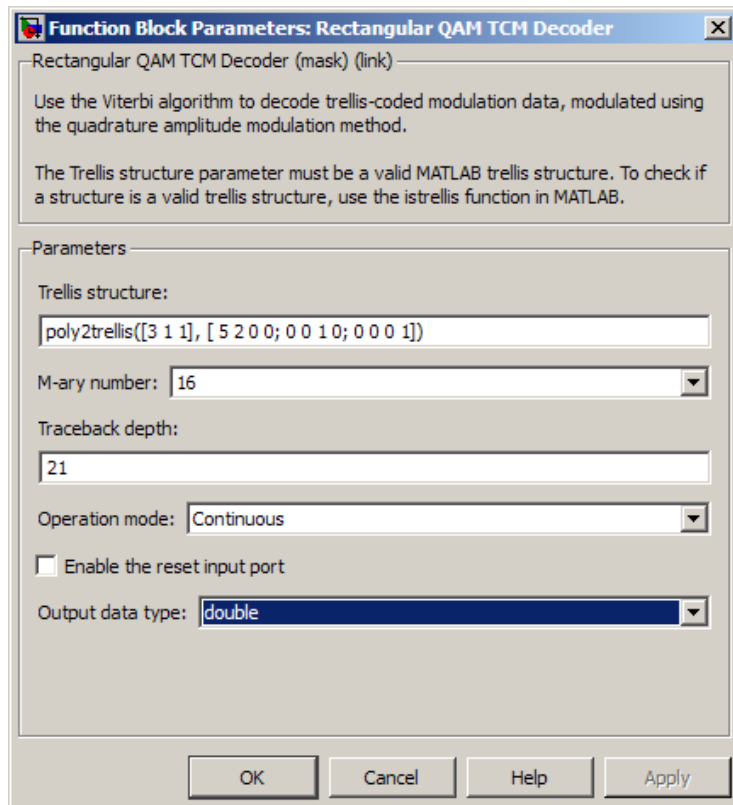 Function Block Parameters: Rectangular QAM TCM Decoder
Rectangular QAM TCM Decoder (mask) (link)
Use the Viterbi algorithm to decode trellis-coded modulation data, modulated using
the quadrature amplitude modulation method.
The Trellis structure parameter must be a valid MATLAB trellis structure. To check if
a structure is a valid trellis structure, use the istrellis function in MATLAB.
Parameters
Trellis structure:
poly2trellis([3 1 1], [ 5 2 0 0; 0 0 1 0; 0 0 0 1])
M-ary number: 16
Traceback depth:
21
Operation mode: Continuous
Enable the reset input port
Output data type: double
OK Cancel Help Apply